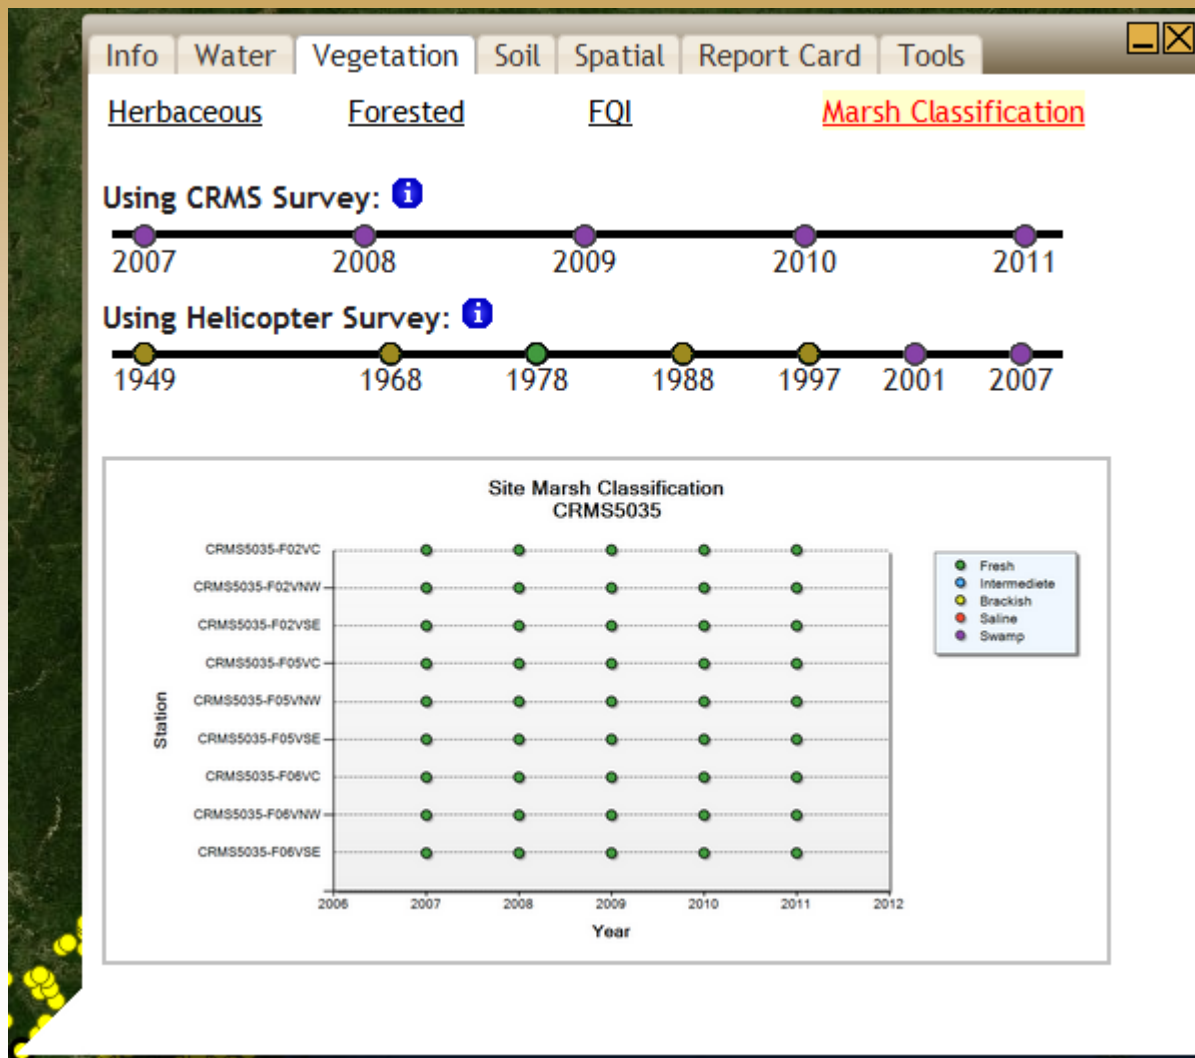 Info Water Vegetation Soil Spatial Report Card Tools
Herbaceous Forested FQI Marsh Classification
Using CRMS Survey: i
2007 2008 2009 2010 2011
Using Helicopter Survey: i
1949 1968 1978 1988 1997 2001 2007
Site Marsh Classification
CRMS5035
CRMS5035-F02VC
CRMS5035-F02VNW
CRMS5035-F02VSE
CRMS5035-F05VC
CRMS5035-F05VNW
CRMS5035-F05VSE
CRMS5035-F06VC
CRMS5035-F06VNW
CRMS5035-F06VSE
Station
2006 2007 2008 2009 2010 2011 2012
Year
Fresh
Intermediete
Brackish
Saline
Swamp